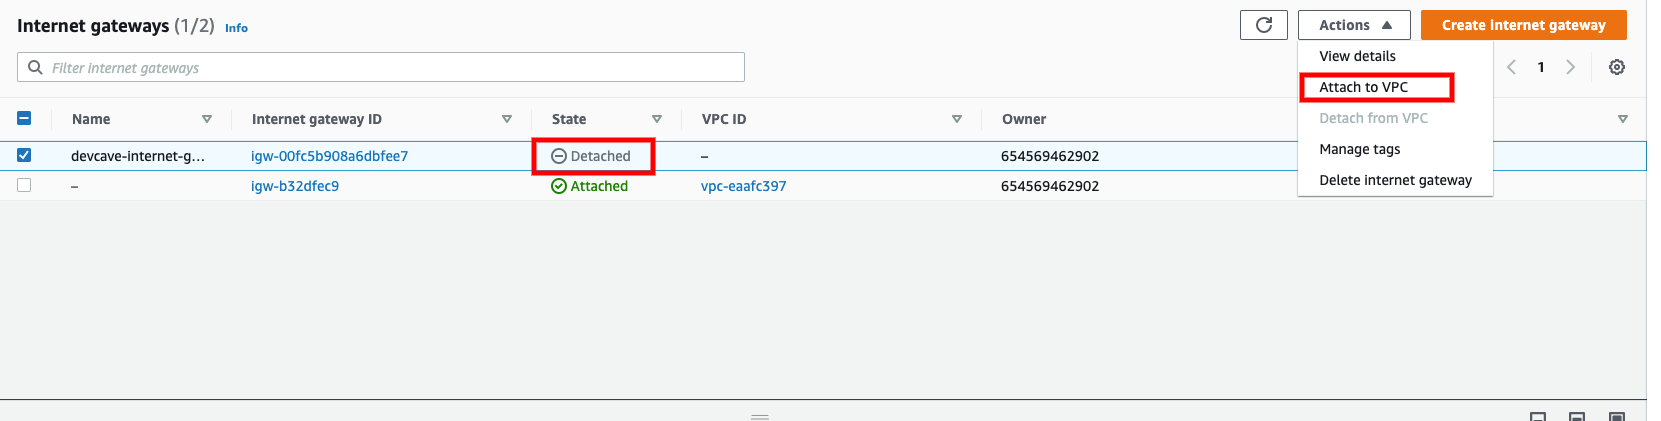 Internet gateways (1/2) Info
Actions
Create internet gateway
Filter internet gateways
1
View details
Attach to VPC
Detach from VPC
Manage tags
Delete internet gateway
Name Internet gateway ID State VPC ID Owner
devcave-internet-g... igw-00fc5b908a6dbfee7 Detached – 654569462902
– igw-b32dfec9 Attached vpc-eaafc397 654569462902